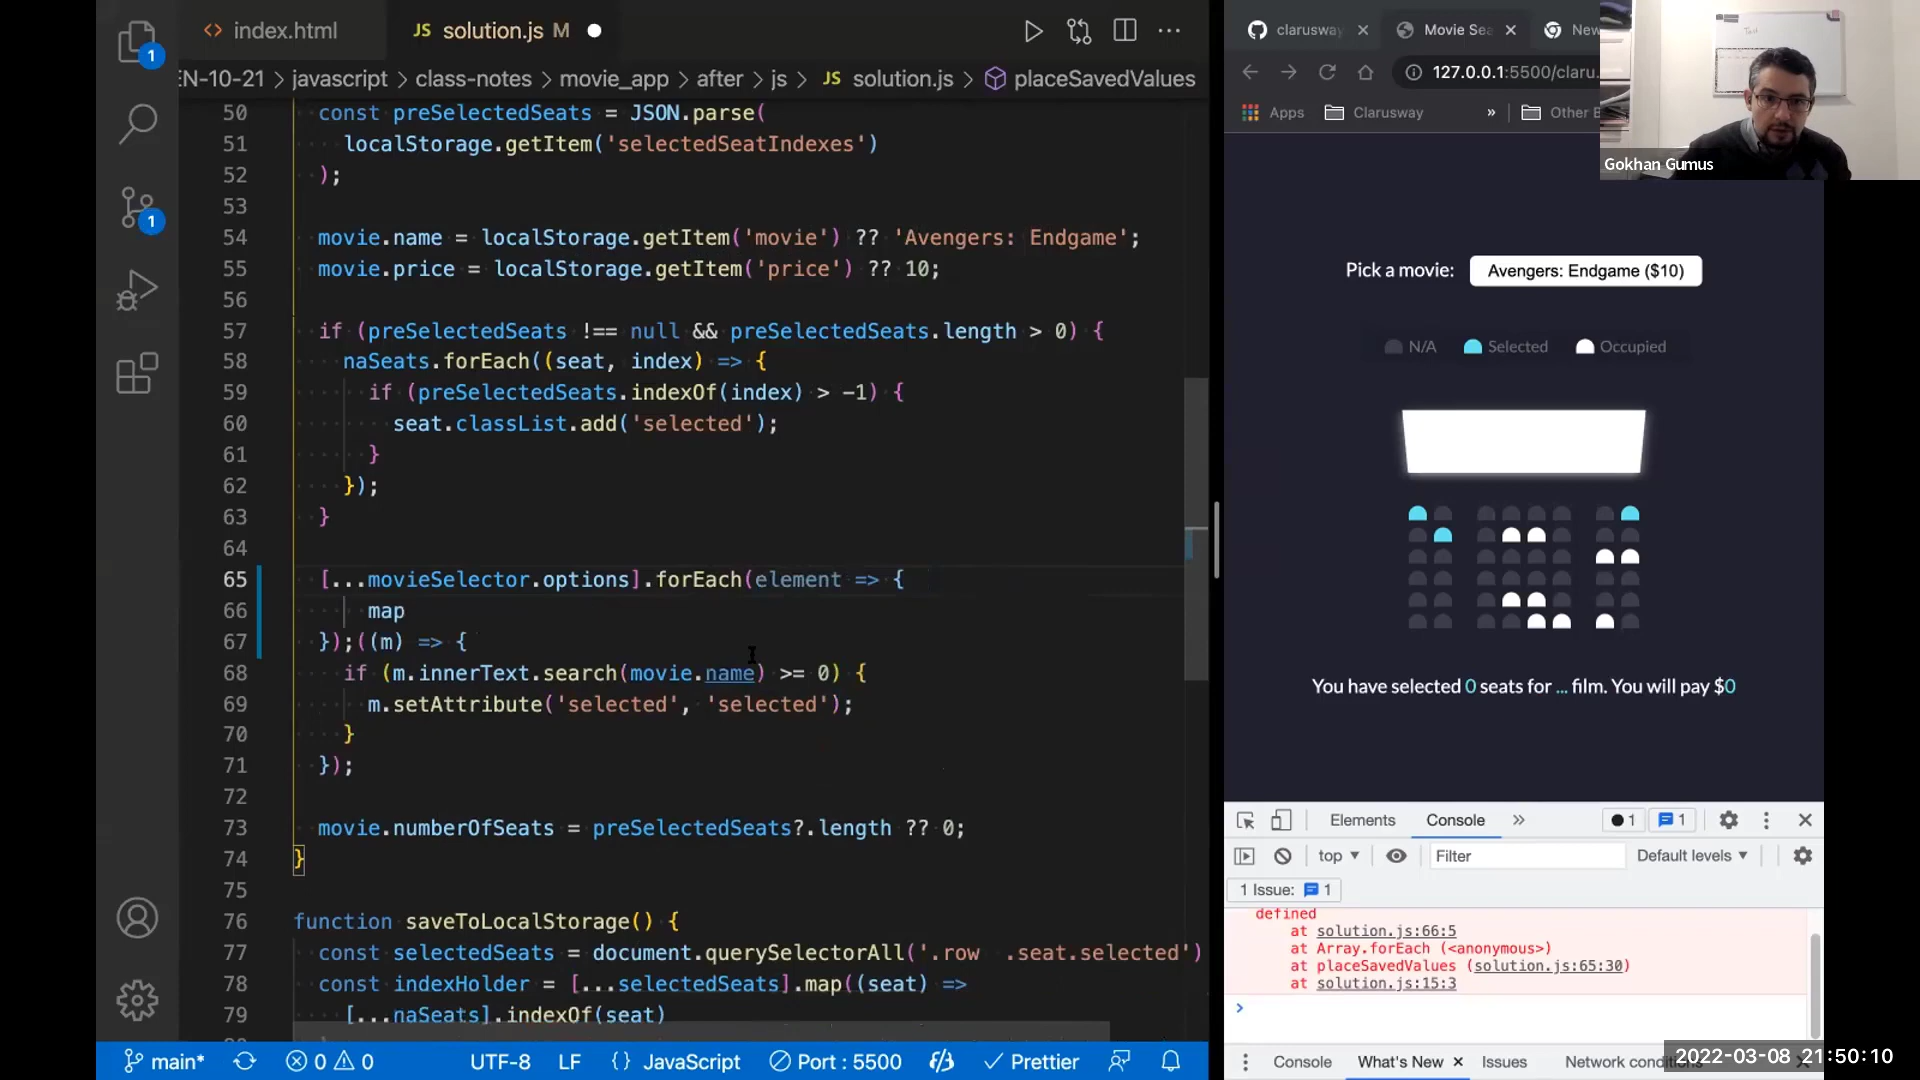 index.html
JS solution.js M
EN-10-21 > javascript > class-notes > movie_app > after > js > JS solution.js > placeSavedValues
50 const preSelectedSeats = JSON.parse(
51 localStorage.getItem('selectedSeatIndexes')
52 );
53
54 movie.name = localStorage.getItem('movie') ?? 'Avengers: Endgame';
55 movie.price = localStorage.getItem('price') ?? 10;
56
57 if (preSelectedSeats !== null && preSelectedSeats.length > 0) {
58 naSeats.forEach((seat, index) => {
59 if (preSelectedSeats.indexOf(index) > -1) {
60 seat.classList.add('selected');
61 }
62 });
63 }
64
65 [...movieSelector.options].forEach(element => {
66 map
67 });((m) => {
68 if (m.innerText.search(movie.name) >= 0) {
69 m.setAttribute('selected', 'selected');
70 }
71 });
72
73 movie.numberOfSeats = preSelectedSeats?.length ?? 0;
74 }
75
76 function saveToLocalStorage() {
77 const selectedSeats = document.querySelectorAll('.row .seat.selected')
78 const indexHolder = [...selectedSeats].map((seat) =>
79 [...naSeats].indexOf(seat)
1
1
main*
0 0
UTF-8
LF
{} JavaScript
Port : 5500
Prettier
clarusway
Movie Sea
New
127.0.0.1:5500/claru.
Apps
Clarusway
»
Other B
Gokhan Gumus
Pick a movie: Avengers: Endgame ($10)
N/A Selected Occupied
You have selected 0 seats for ... film. You will pay $0
Elements Console » 1 1
top Filter Default levels
1 Issue: 1
defined
at solution.js:66:5
at Array.forEach (<anonymous>)
at placeSavedValues (solution.js:65:30)
at solution.js:15:3
>
Console What's New Issues Network conditi
2022-03-08 21:50:10